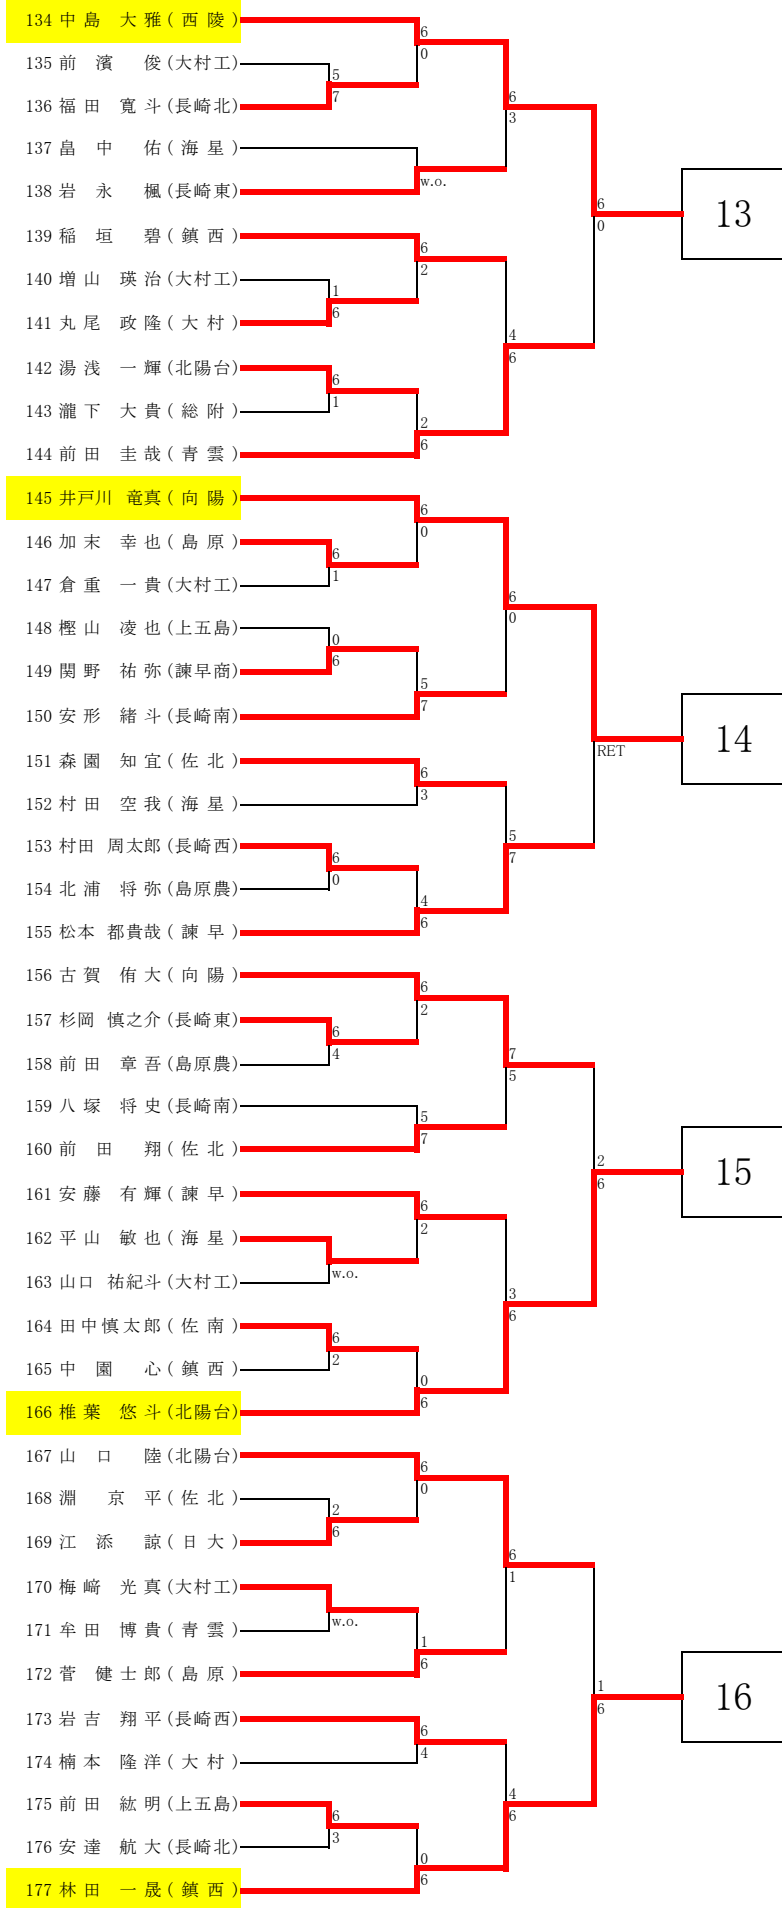 134 中島 大雅(西陵)
6
0
135 前濱 俊(大村工)
5
7
136 福田 寛斗(長崎北)
6
3
137 畠中 佑(海星)
w.o.
138 岩永 楓(長崎東)
6
0
13
139 稲垣 碧(鎮西)
6
2
140 増山 瑛治(大村工)
1
6
141 丸尾 政隆(大村)
4
6
142 湯浅 一輝(北陽台)
6
1
143 瀧下 大貴(総附)
2
6
144 前田 圭哉(青雲)
145 井戸川 竜真(向陽)
6
0
146 加末 幸也(島原)
6
1
147 倉重 一貴(大村工)
6
0
148 樫山 凌也(上五島)
0
6
149 関野 祐弥(諫早商)
5
7
150 安形 緒斗(長崎南)
RET
14
151 森園 知宜(佐北)
6
3
152 村田 空我(海星)
5
7
153 村田 周太郎(長崎西)
6
0
154 北浦 将弥(島原農)
4
6
155 松本 都貴哉(諫早)
156 古賀 侑大(向陽)
6
2
157 杉岡 慎之介(長崎東)
6
4
158 前田 章吾(島原農)
7
5
159 八塚 将史(長崎南)
5
7
160 前田 翔(佐北)
2
6
15
161 安藤 有輝(諫早)
6
2
162 平山 敏也(海星)
w.o.
163 山口 祐紀斗(大村工)
3
6
164 田中慎太郎(佐南)
6
2
165 中園 心(鎮西)
0
6
166 椎葉 悠斗(北陽台)
167 山口 陸(北陽台)
6
0
168 淵 京平(佐北)
2
6
169 江添 諒(日大)
6
1
170 梅﨑 光真(大村工)
w.o.
171 牟田 博貴(青雲)
1
6
172 菅 健士郎(島原)
1
6
16
173 岩吉 翔平(長崎西)
6
4
174 楠本 隆洋(大村)
4
6
175 前田 紘明(上五島)
6
3
176 安達 航大(長崎北)
0
6
177 林田 一晟(鎮西)